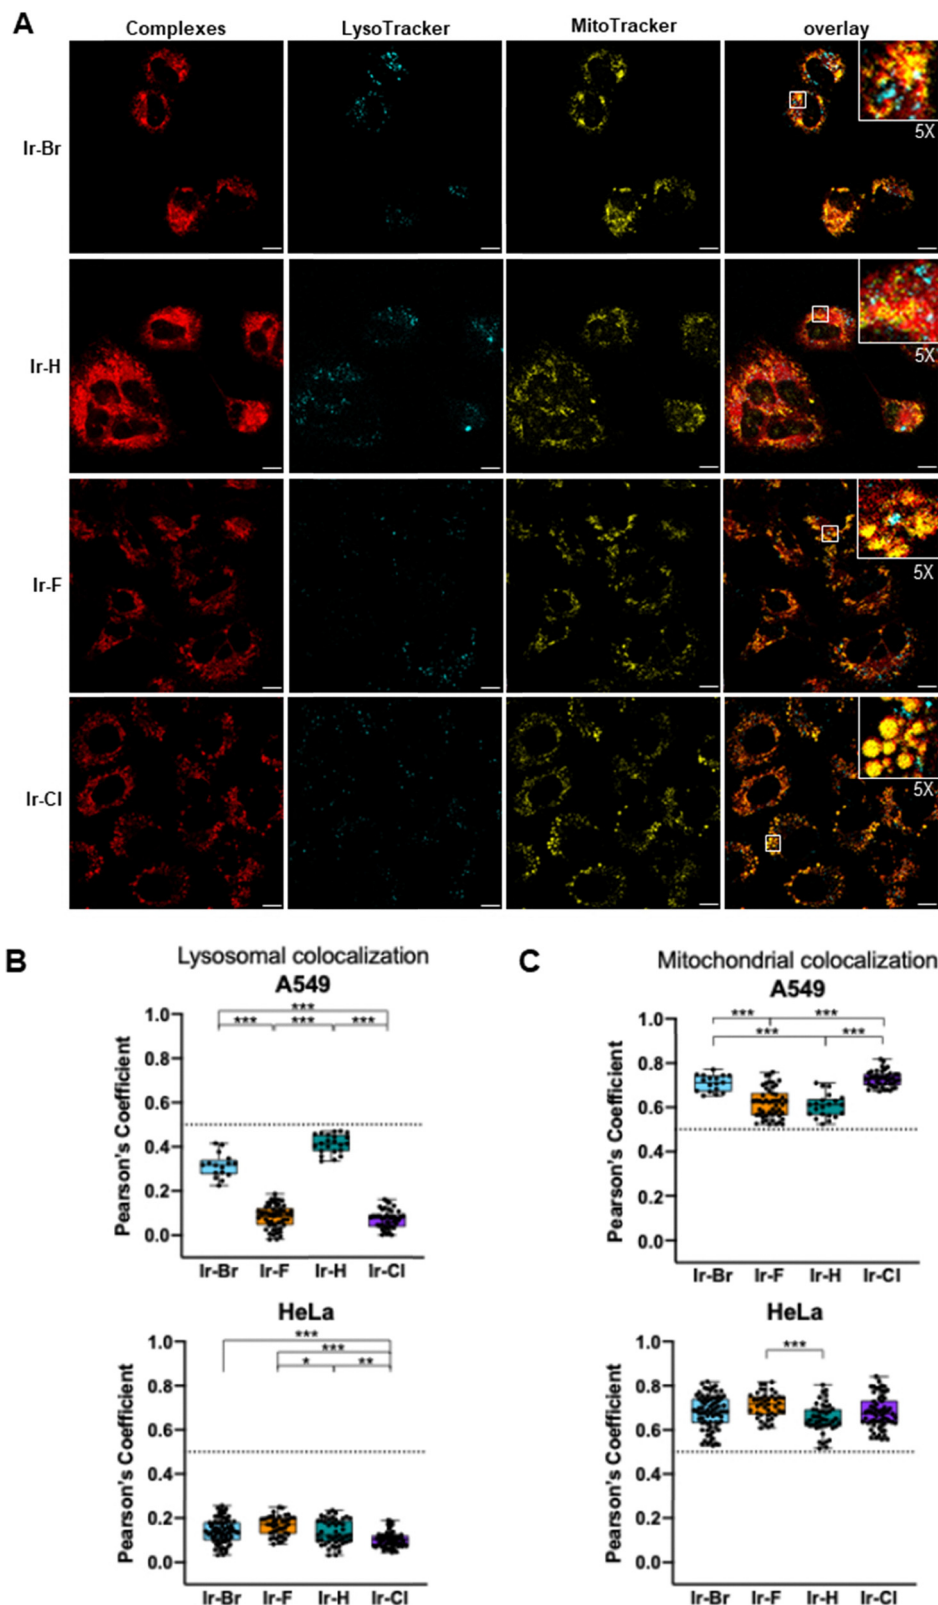 A
Complexes LysoTracker MitoTracker overlay
Ir-Br
5X
Ir-H
5X
Ir-F
5X
Ir-Cl
5X
B
Lysosomal colocalization
A549
***
*** *** ***
Pearson's Coefficient
1.0
0.8
0.6
0.4
0.2
0.0
Ir-Br Ir-F Ir-H Ir-Cl
HeLa
***
***
* **
Pearson's Coefficient
1.0
0.8
0.6
0.4
0.2
0.0
Ir-Br Ir-F Ir-H Ir-Cl
C
Mitochondrial colocalization
A549
*** ***
*** ***
Pearson's Coefficient
1.0
0.8
0.6
0.4
0.2
0.0
Ir-Br Ir-F Ir-H Ir-Cl
HeLa
***
Pearson's Coefficient
1.0
0.8
0.6
0.4
0.2
0.0
Ir-Br Ir-F Ir-H Ir-Cl